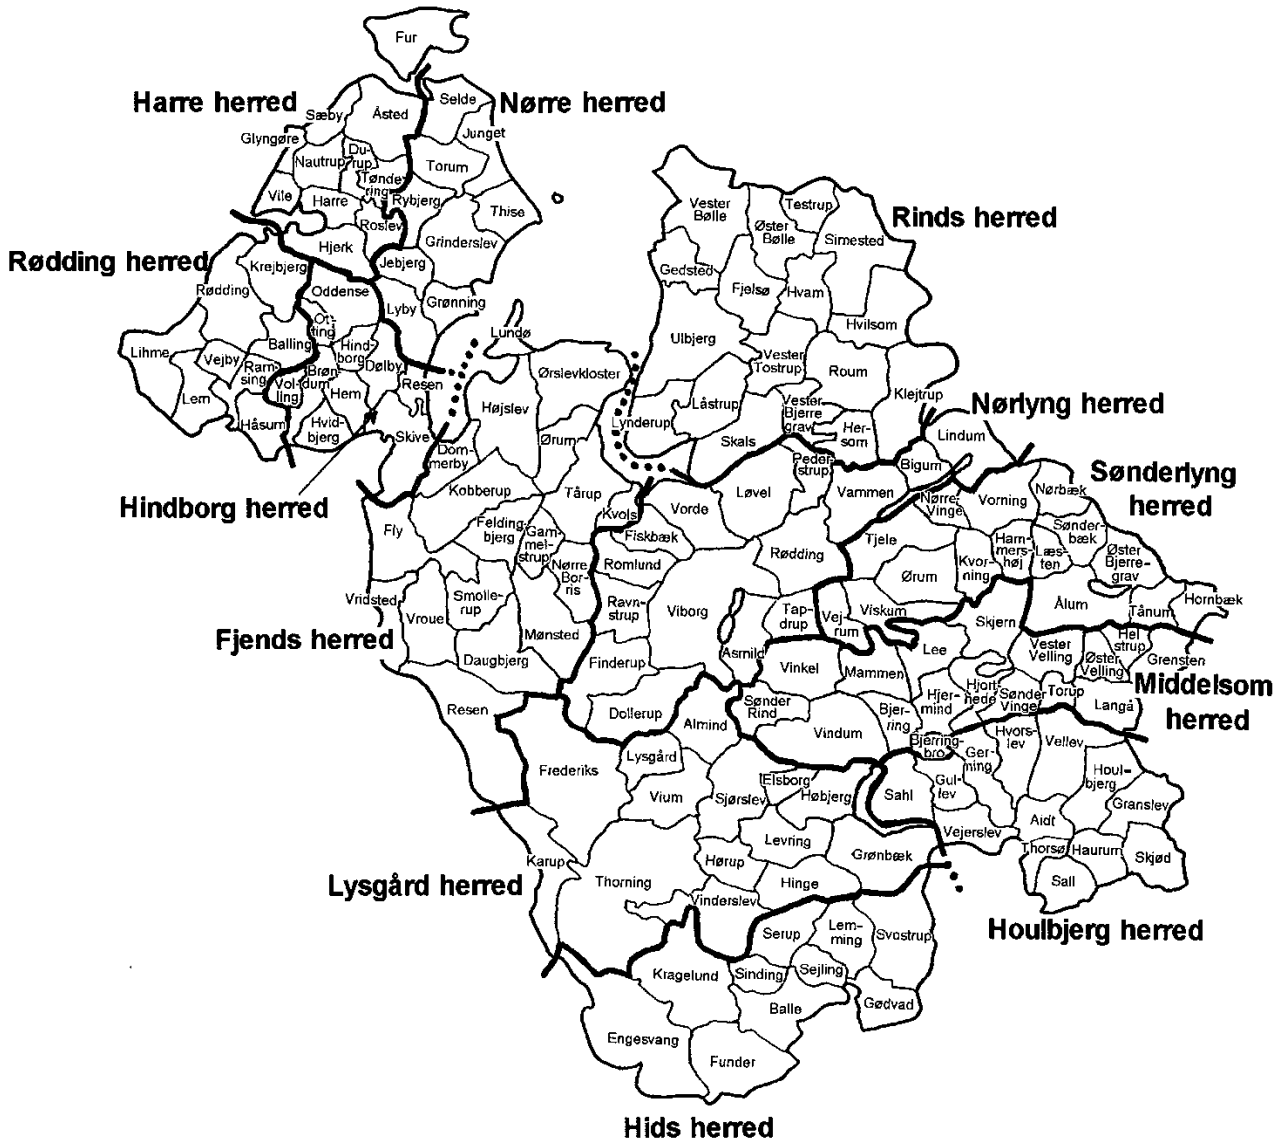 Fur
Harre herred
Nørre herred
Selde
Sæby
Åsted
Junget
Glyngøre
Nautrup
Du-
rup
Torum
Tønde-
ring
Vile
Harre
Rybjerg
Thise
Roslev
Grinderslev
Hjerk
Jebjerg
Rødding herred
Krejbjerg
Rødding
Oddense
Lyby
Grønning
Ot-
ting
Lundø
Balling
Hind-
borg
Lihme
Vejby
Ram-
sing
Brøn-
dum
Dølby
Resen
Vol-
ling
Hem
Lem
Håsum
Hvid-
bjerg
Skive
Hindborg herred
Rinds herred
Vester
Bølle
Testrup
Øster
Bølle
Simested
Gedsted
Fjelsø
Hvam
Hvilsom
Ulbjerg
Vester
Tostrup
Roum
Klejtrup
Lynderup
Låstrup
Vester
Bjerre
grav
Her-
som
Skals
Nørlyng herred
Lindum
Ørslevkloster
Højslev
Ørum
Dom-
merby
Peder
strup
Bigum
Sønderlyng
herred
Kobberup
Tårup
Løvel
Vammen
Nørre
Vinge
Vorning
Nørbæk
Kvols
Vorde
Fly
Felding-
bjerg
Gam-
mel-
strup
Fiskbæk
Tjele
Ham-
mers-
høj
Sønder-
bæk
Rødding
Læs-
ten
Øster
Bjerre-
grav
Nørre
Bor-
ris
Romlund
Ørum
Kvor-
ning
Vridsted
Smolle-
rup
Ravn-
strup
Viborg
Tap-
drup
Vej-
rum
Viskum
Skjern
Ålum
Tånum
Hornbæk
Vroue
Mønsted
Fjends herred
Daugbjerg
Finderup
Asmild
Vinkel
Mammen
Lee
Vester
Velling
Hel
strup
Øster
Velling
Grensten
Middelsom
herred
Resen
Dollerup
Almind
Sønder
Rind
Bjer-
ring
Hjer-
mind
Hjort-
hede
Sønder
Vinge
Torup
Langå
Vindum
Bjerring-
bro
Hvors-
lev
Vellev
Frederiks
Lysgård
Ger-
ming
Elsborg
Gul-
lev
Houl-
bjerg
Vium
Sjørslev
Højbjerg
Sahl
Granslev
Vejerslev
Aidt
Levring
Karup
Hørup
Grønbæk
Thorsø
Haurum
Skjød
Lysgård herred
Thorning
Hinge
Sall
Vinderslev
Houlbjerg herred
Serup
Lem-
ming
Svostrup
Kragelund
Sinding
Sejling
Balle
Gødvad
Engesvang
Funder
Hids herred